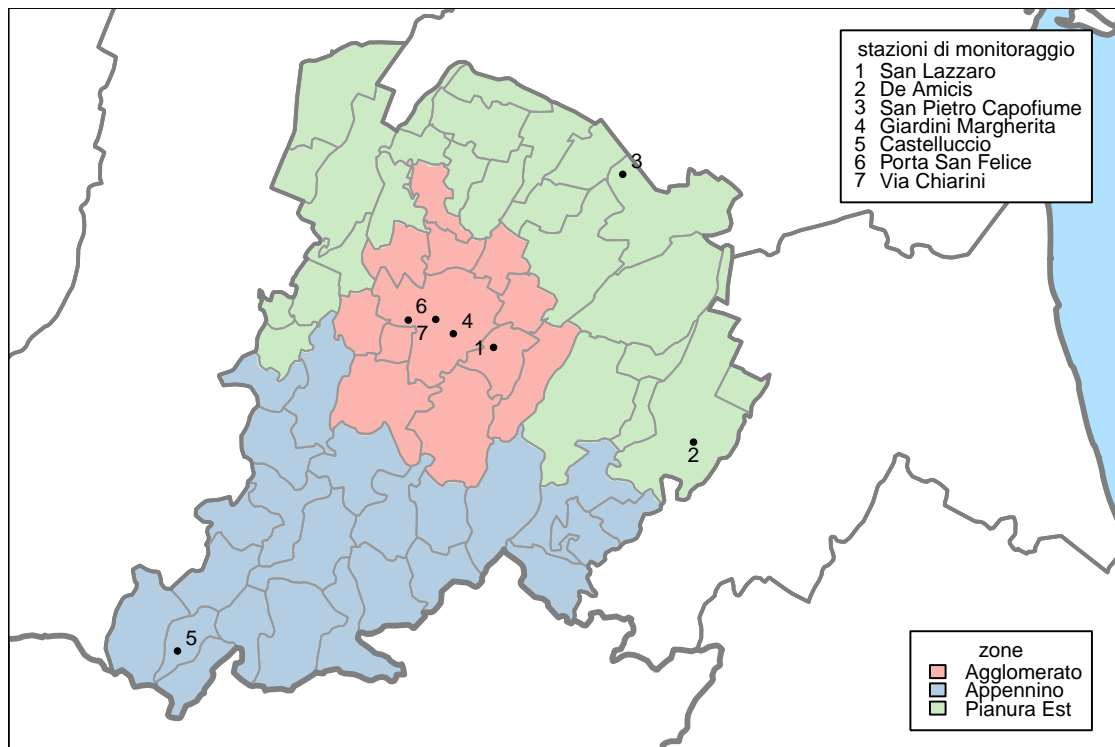 stazioni di monitoraggio
1 San Lazzaro
2 De Amicis
3 San Pietro Capofiume
4 Giardini Margherita
5 Castelluccio
6 Porta San Felice
7 Via Chiarini
3
6
7
4
1
2
5
zone
Agglomerato
Appennino
Pianura Est